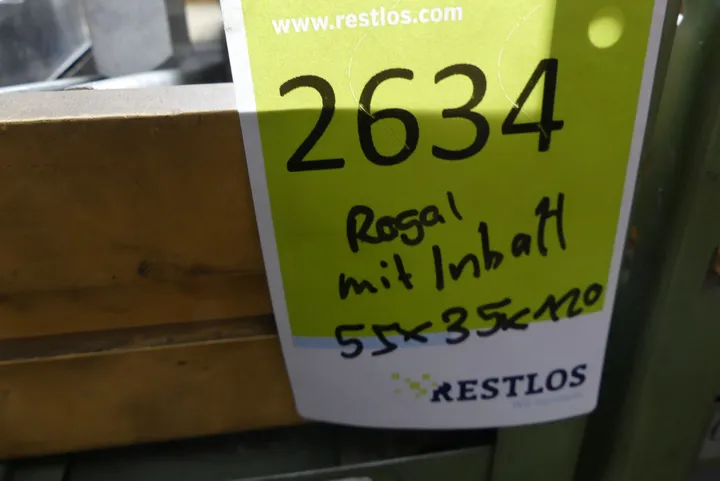 www.restlos.com
2634
Regal
mit Inhalt
55x35x120
RESTLOS